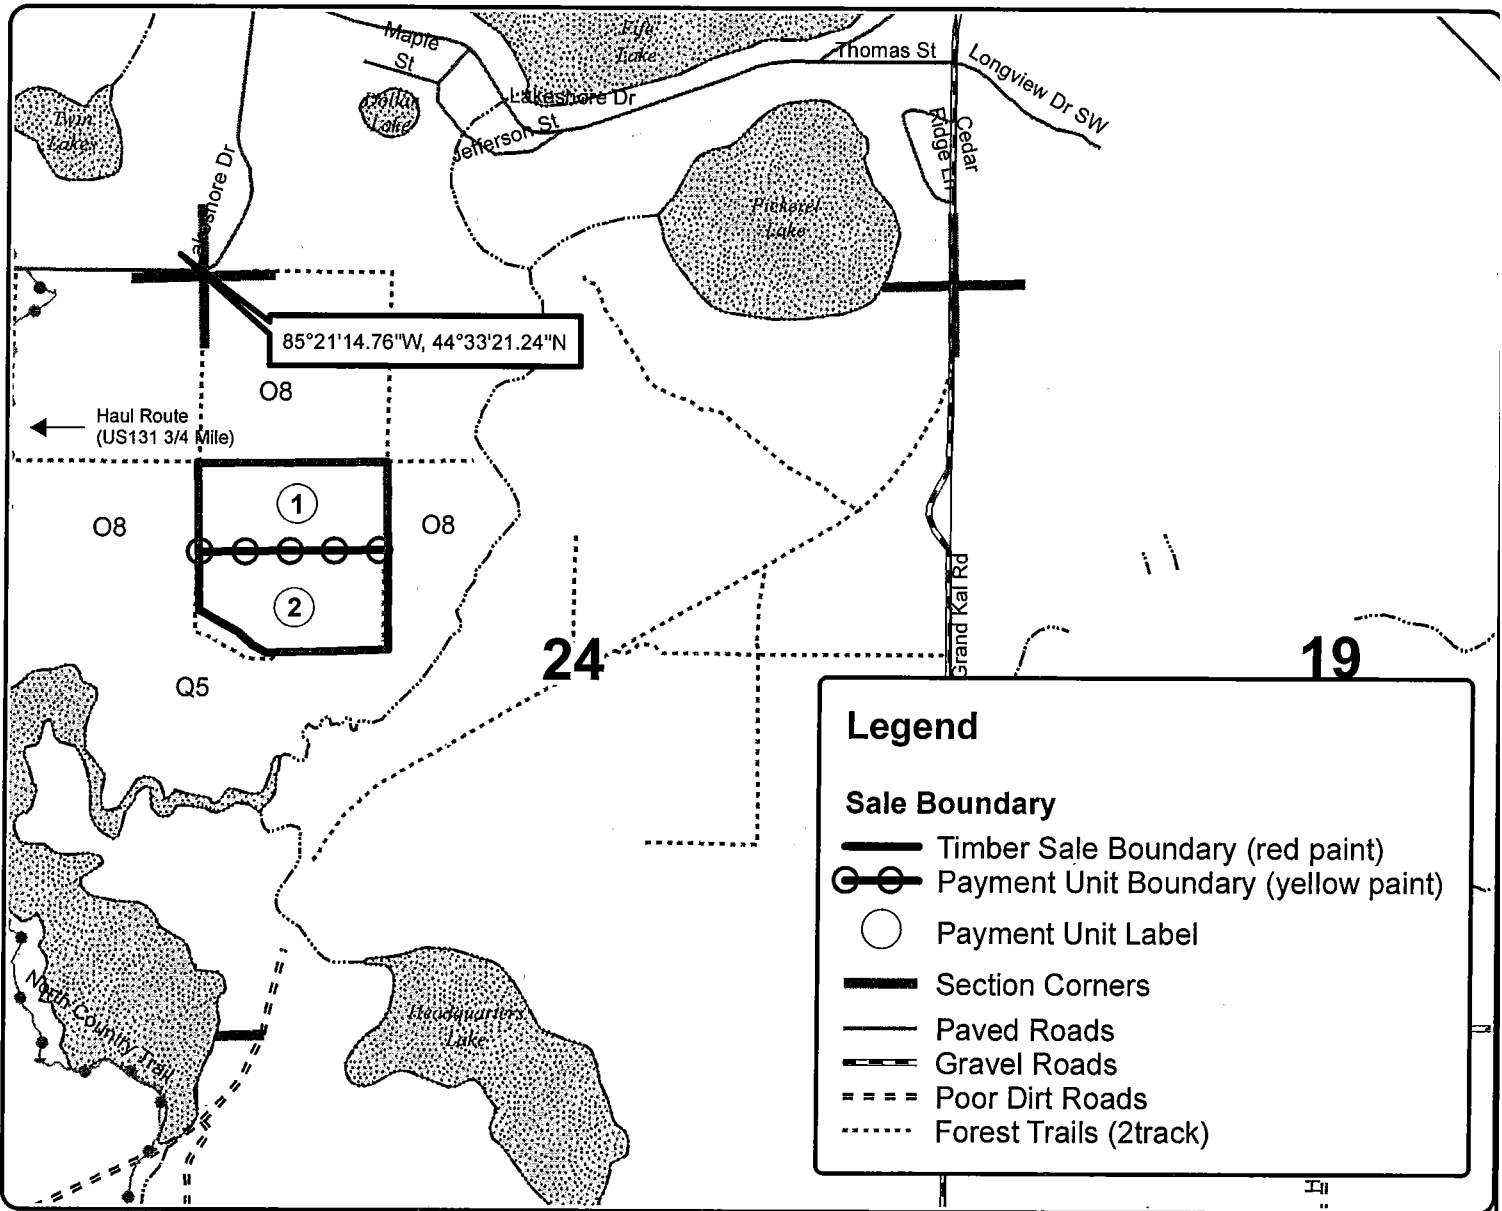 Maple
St
Fife
Lake
Thomas St
Longview Dr SW
Twin
Lakes
Dollar
Lake
Lakeshore Dr
Jefferson St
Cedar
Ridge Ln
Lakeshore Dr
Pickerel
Lake
85°21'14.76"W, 44°33'21.24"N
O8
Haul Route
(US131 3/4 Mile)
1
O8
O8
2
Grand Kal Rd
24
19
Q5
Legend
Sale Boundary
Timber Sale Boundary (red paint)
Payment Unit Boundary (yellow paint)
Payment Unit Label
Section Corners
Paved Roads
Gravel Roads
Poor Dirt Roads
Forest Trails (2track)
North Country Trail
Headquarters
Lake